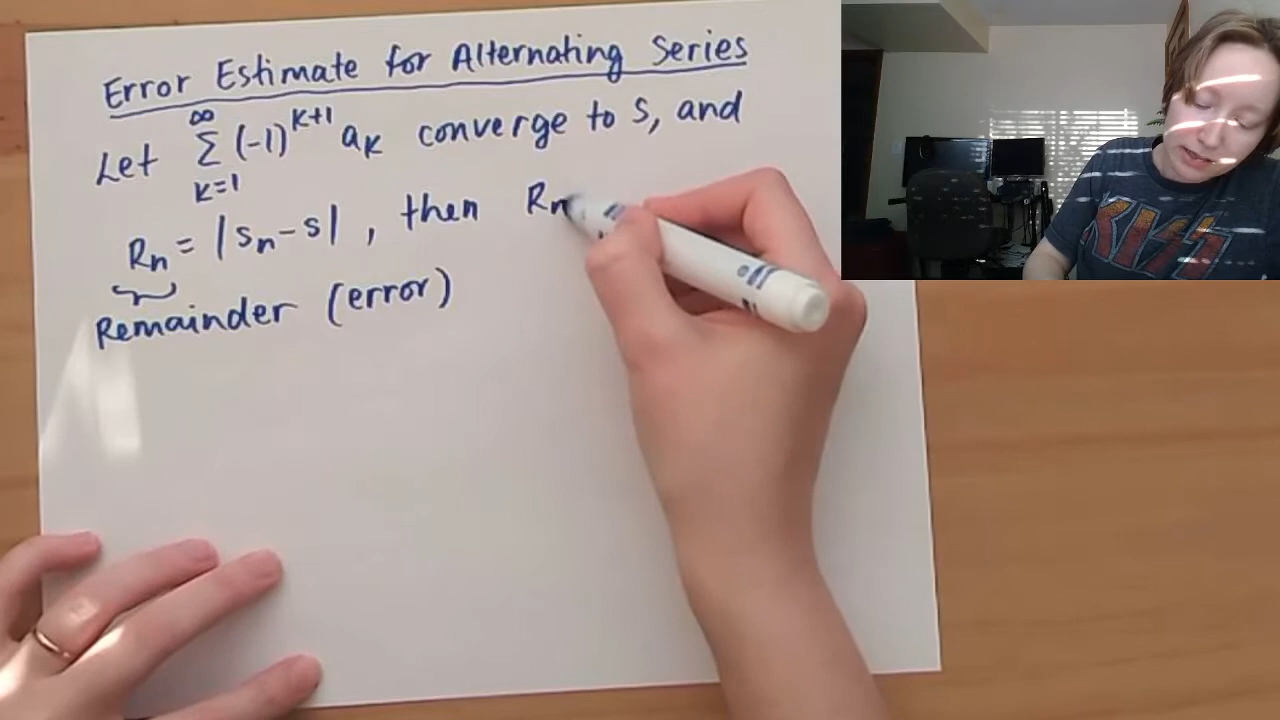 Error Estimate for Alternating Series
Let ∞ Σ k=1 (-1)^{k+1} a_k converge to S, and
R_n = |S_n - S|, then R_n
Remainder (error)
KISS